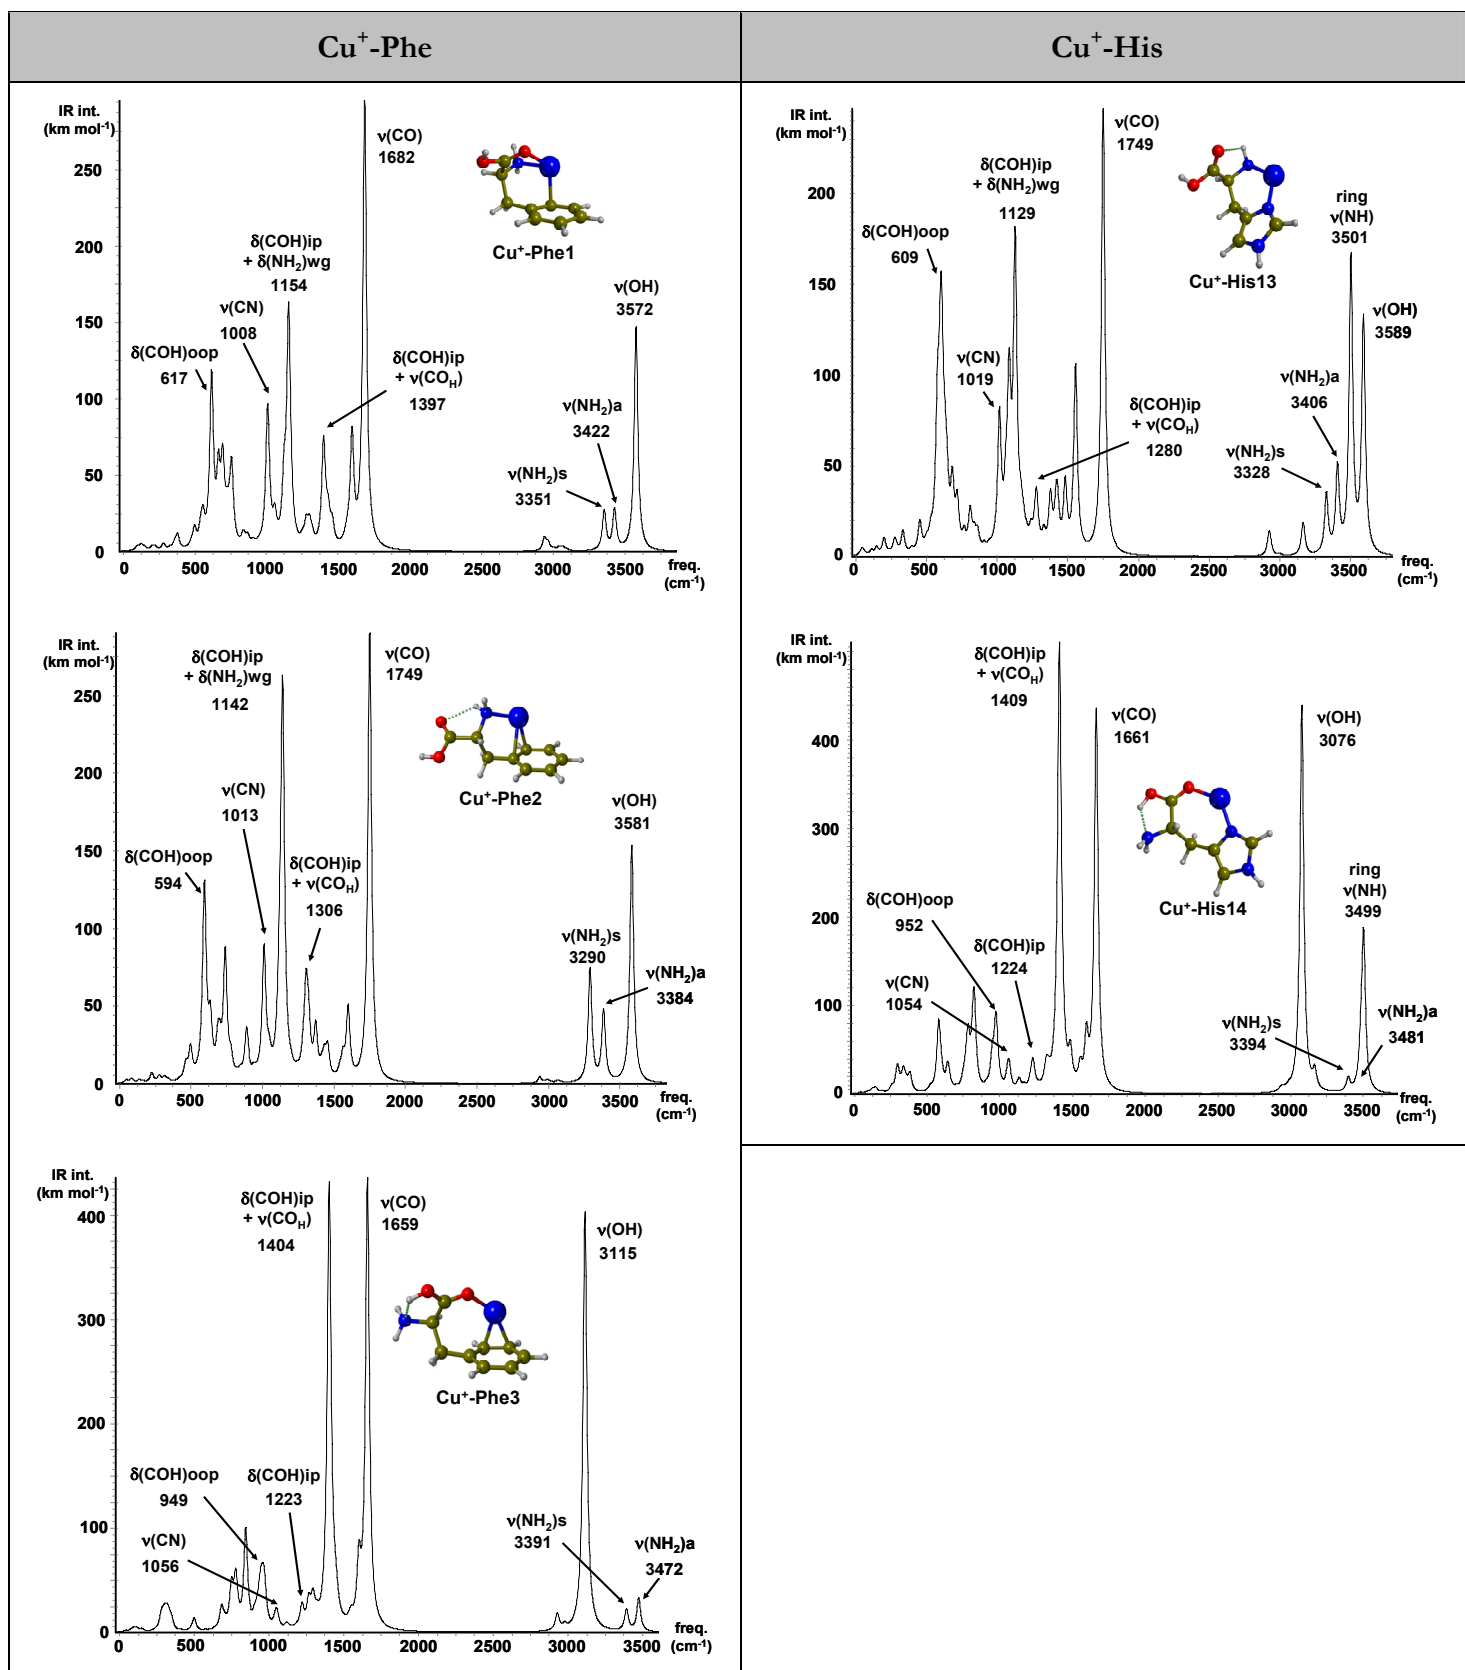 Cu⁺-Phe
Cu⁺-His
IR int.
(km mol⁻¹)
250
200
150
100
50
0
0 500 1000 1500 2000 2500 3000 3500 freq.
(cm⁻¹)
ν(CO)
1682
δ(COH)ip
+ δ(NH₂)wg
1154
ν(CN)
1008
δ(COH)oop
617
δ(COH)ip
+ ν(CO_H)
1397
ν(OH)
3572
ν(NH₂)a
3422
ν(NH₂)s
3351
Cu⁺-Phe1
IR int.
(km mol⁻¹)
200
150
100
50
0
0 500 1000 1500 2000 2500 3000 3500 freq.
(cm⁻¹)
ν(CO)
1749
δ(COH)ip
+ δ(NH₂)wg
1129
δ(COH)oop
609
ν(CN)
1019
δ(COH)ip
+ ν(CO_H)
1280
ring
ν(NH)
3501
ν(OH)
3589
ν(NH₂)a
3406
ν(NH₂)s
3328
Cu⁺-His13
IR int.
(km mol⁻¹)
250
200
150
100
50
0
0 500 1000 1500 2000 2500 3000 3500 freq.
(cm⁻¹)
δ(COH)ip
+ δ(NH₂)wg
1142
ν(CO)
1749
ν(CN)
1013
δ(COH)oop
594
δ(COH)ip
+ ν(CO_H)
1306
ν(OH)
3581
ν(NH₂)s
3290
ν(NH₂)a
3384
Cu⁺-Phe2
IR int.
(km mol⁻¹)
400
300
200
100
0
0 500 1000 1500 2000 2500 3000 3500 freq.
(cm⁻¹)
δ(COH)ip
+ ν(CO_H)
1409
ν(CO)
1661
ν(OH)
3076
δ(COH)oop
952
δ(COH)ip
1224
ν(CN)
1054
ring
ν(NH)
3499
ν(NH₂)s
3394
ν(NH₂)a
3481
Cu⁺-His14
IR int.
(km mol⁻¹)
400
300
200
100
0
0 500 1000 1500 2000 2500 3000 3500 freq.
(cm⁻¹)
δ(COH)ip
+ ν(CO_H)
1404
ν(CO)
1659
ν(OH)
3115
δ(COH)oop
949
δ(COH)ip
1223
ν(CN)
1056
ν(NH₂)s
3391
ν(NH₂)a
3472
Cu⁺-Phe3